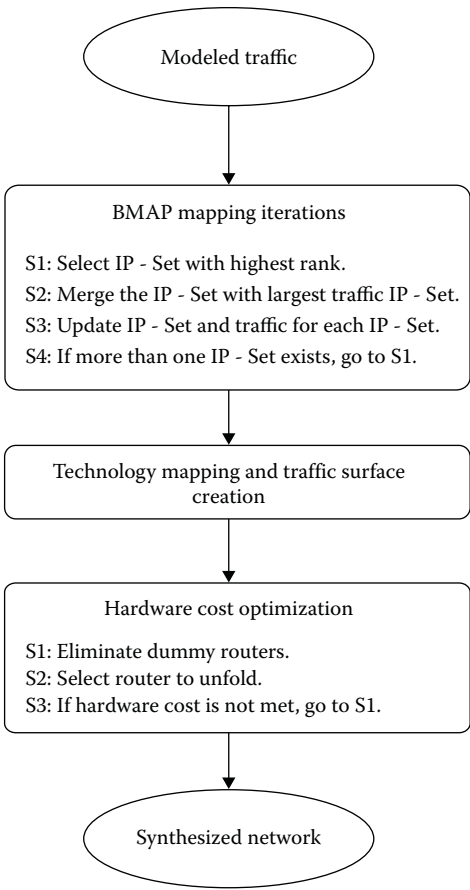 Modeled traffic
BMAP mapping iterations
S1: Select IP - Set with highest rank.
S2: Merge the IP - Set with largest traffic IP - Set.
S3: Update IP - Set and traffic for each IP - Set.
S4: If more than one IP - Set exists, go to S1.
Technology mapping and traffic surface
creation
Hardware cost optimization
S1: Eliminate dummy routers.
S2: Select router to unfold.
S3: If hardware cost is not met, go to S1.
Synthesized network